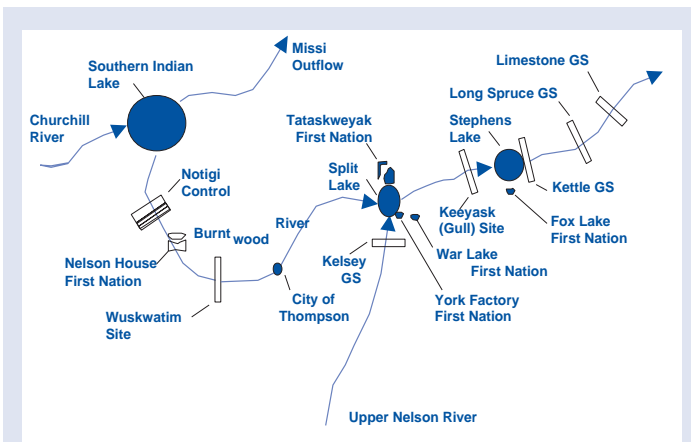 Limestone GS
Missi
Outflow
Southern Indian
Lake
Long Spruce GS
Churchill
River
Tataskweyak
First Nation
Stephens
Lake
Split
Lake
Notigi
Control
Kettle GS
Keeyask
(Gull) Site
Fox Lake
First Nation
Burnt wood River
Nelson House
First Nation
Kelsey
GS
War Lake
First Nation
City of
Thompson
York Factory
First Nation
Wuskwatim
Site
Upper Nelson River